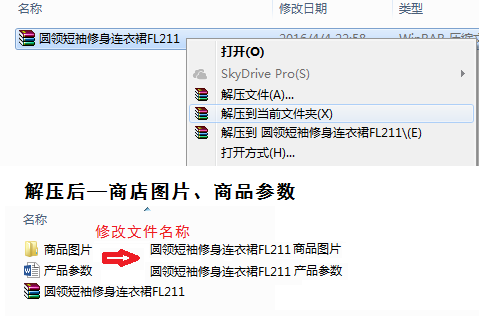 名称 修改日期 类型
圆领短袖修身连衣裙FL211 2016/4/4 22:58 WinRAR 压缩
打开(O)
SkyDrive Pro(S)
解压文件(A)...
解压到当前文件夹(X)
解压到 圆领短袖修身连衣裙FL211\(E)
打开方式(H)...
解压后—商店图片、商品参数
名称
修改文件名称
商品图片 圆领短袖修身连衣裙FL211 商品图片
产品参数 圆领短袖修身连衣裙FL211 产品参数
圆领短袖修身连衣裙FL211